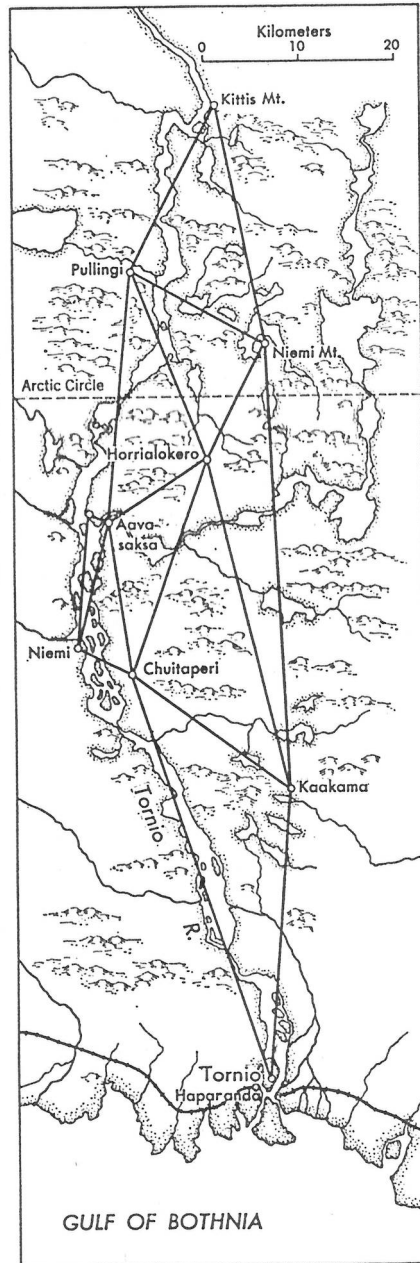 Kilometers
0 10 20
Kittis Mt.
Pullingi
Niemi Mt.
Arctic Circle
Horrialokero
Aava-
saksa
Niemi
Chuitaperi
Kaakama
Tornio
R.
Tornio
Haparanda
GULF OF BOTHNIA